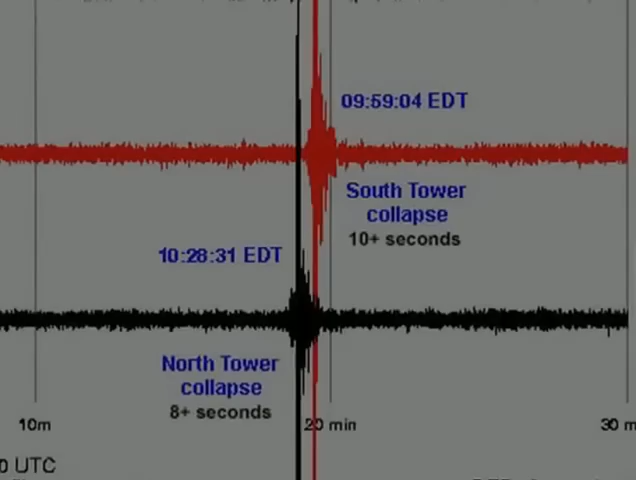 09:59:04 EDT
South Tower
collapse
10+ seconds
10:28:31 EDT
North Tower
collapse
8+ seconds
10m
20 min
30 m
0 UTC